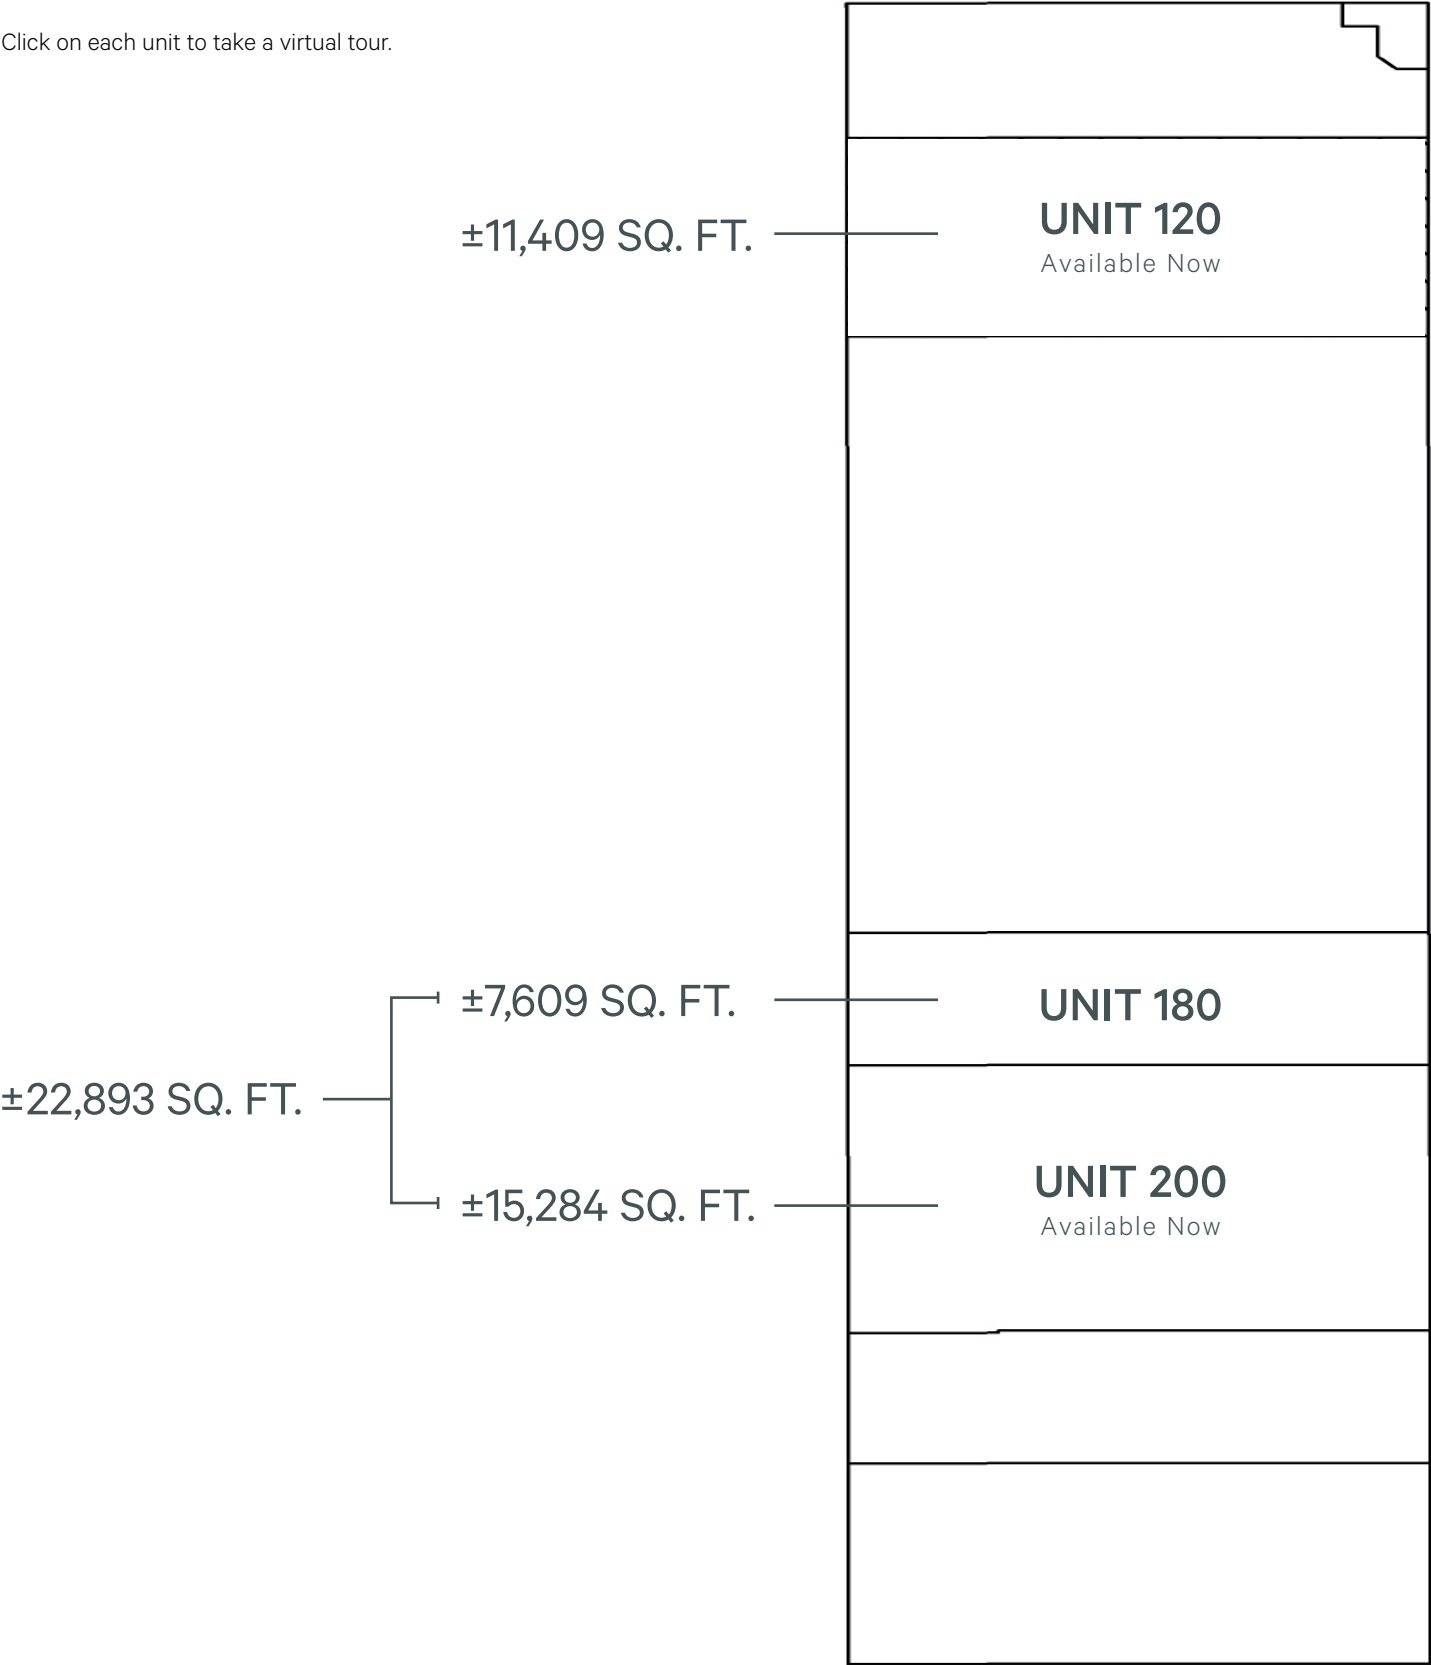 Click on each unit to take a virtual tour.
±11,409 SQ. FT.
UNIT 120
Available Now
±7,609 SQ. FT.
UNIT 180
±22,893 SQ. FT.
±15,284 SQ. FT.
UNIT 200
Available Now